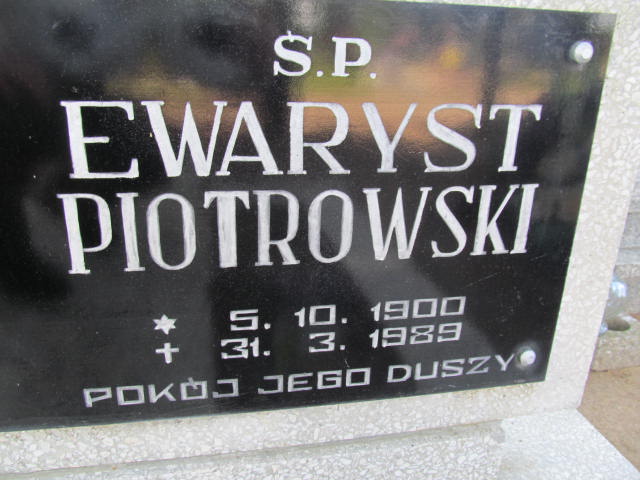 Ś.P.
EWARYST
PIOTROWSKI
✶ 5. 10. 1900
✝ 31. 3. 1989
POKÓJ JEGO DUSZY